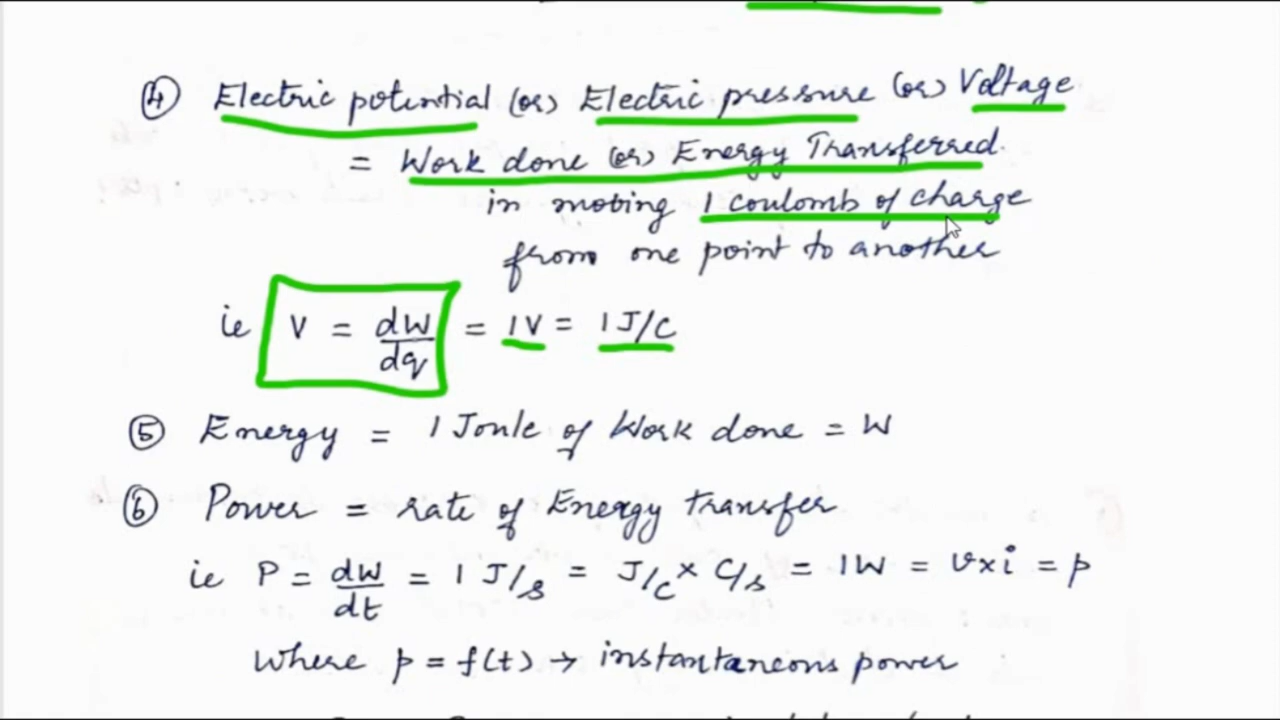 ④ Electric potential (or) Electric pressure (or) Voltage
= Work done (or) Energy Transferred.
in moving 1 coulomb of charge
from one point to another
ie V = dW/dq = 1V = 1J/C
⑤ Energy = 1 Joule of Work done = W
⑥ Power = rate of Energy transfer
ie P = dW/dt = 1 J/s = J/C × C/s = 1W = v×i = p
Where p = f(t) → instantaneous power